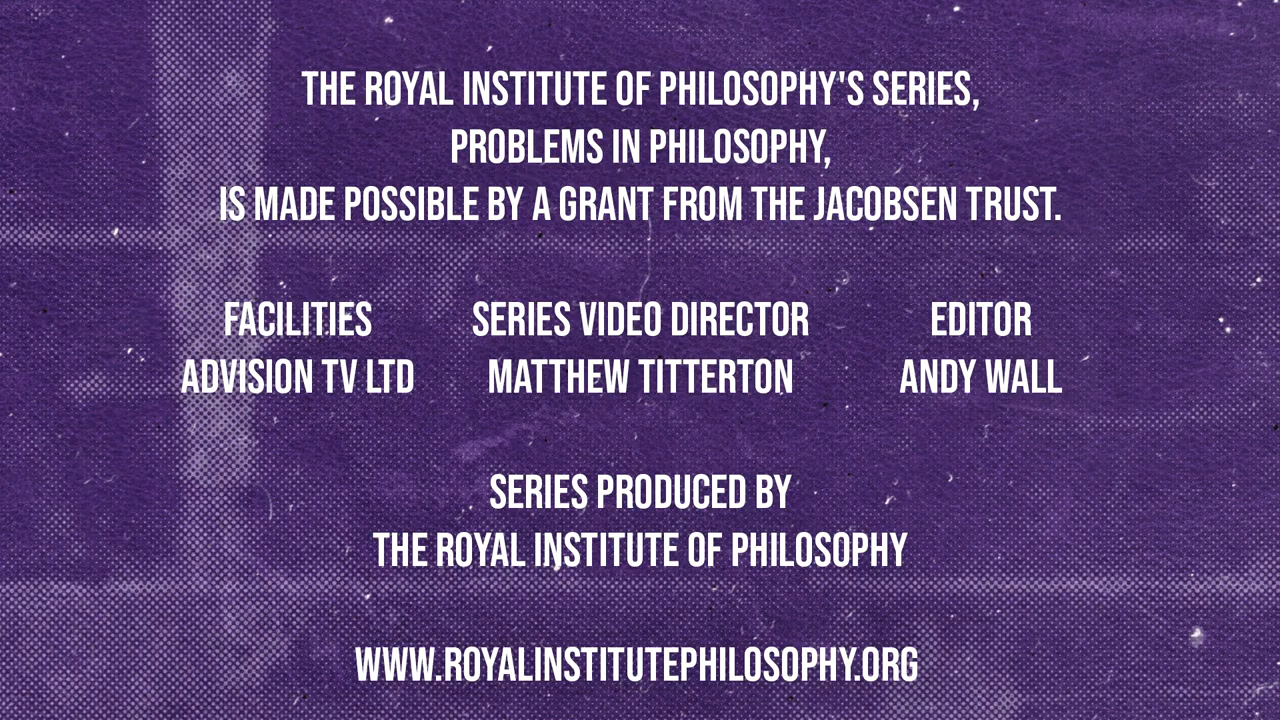 THE ROYAL INSTITUTE OF PHILOSOPHY'S SERIES,
PROBLEMS IN PHILOSOPHY,
IS MADE POSSIBLE BY A GRANT FROM THE JACOBSEN TRUST.
FACILITIES
ADVISION TV LTD
SERIES VIDEO DIRECTOR
MATTHEW TITTERTON
EDITOR
ANDY WALL
SERIES PRODUCED BY
THE ROYAL INSTITUTE OF PHILOSOPHY
WWW.ROYALINSTITUTEPHILOSOPHY.ORG